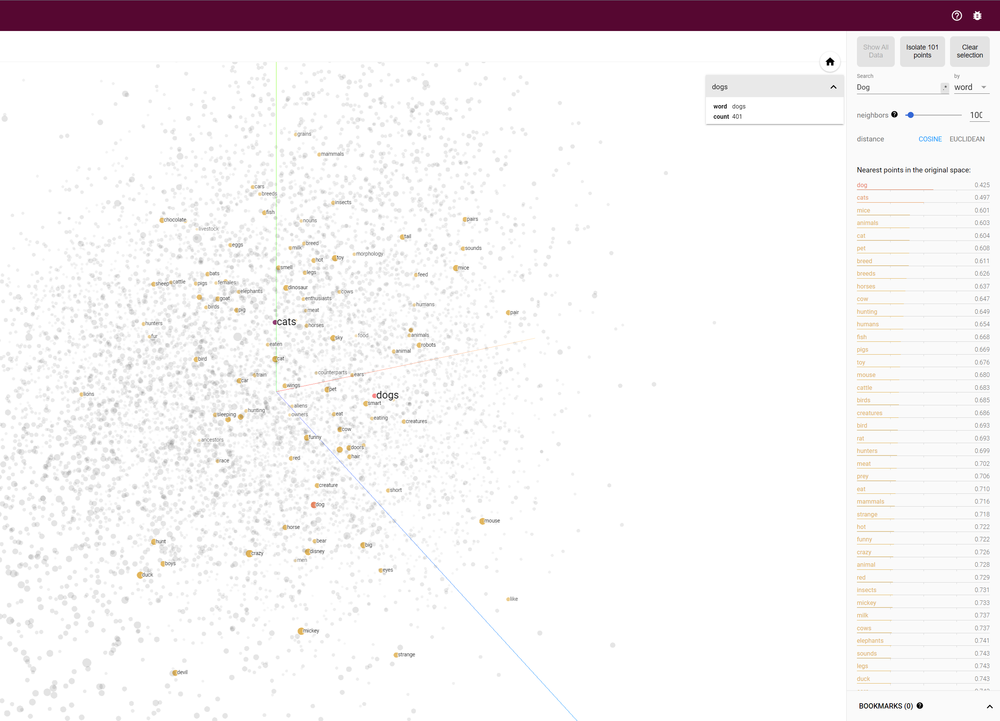 Show All
Data
Isolate 101
points
Clear
selection
Search
by
Dog
.*
word
dogs
word dogs
count 401
neighbors
100
distance
COSINE
EUCLIDEAN
Nearest points in the original space:
dog 0.425
cats 0.497
mice 0.601
animals 0.603
cat 0.604
pet 0.608
breed 0.611
breeds 0.626
horses 0.637
cow 0.647
hunting 0.649
humans 0.654
fish 0.668
pigs 0.669
toy 0.676
mouse 0.680
cattle 0.683
birds 0.685
creatures 0.686
bird 0.693
rat 0.693
hunters 0.699
meat 0.702
prey 0.706
eat 0.710
mammals 0.716
strange 0.718
hot 0.722
funny 0.722
crazy 0.726
animal 0.728
red 0.729
insects 0.731
mickey 0.733
milk 0.737
cows 0.737
elephants 0.741
sounds 0.743
legs 0.743
duck 0.743
BOOKMARKS (0)
grains
mammals
cars
breeds
insects
fish
chocolate
nouns
pairs
livestock
tail
eggs
breed
milk
sounds
morphology
toy
hot
smell
mice
legs
bats
feed
sheep
cattle
pigs
females
dinosaur
elephants
cows
goat
enthusiasts
humans
birds
pig
meat
pair
cats
hunters
horses
fur
sky
food
animals
eaten
robots
animal
bird
cat
train
counterparts
ears
car
wings
pet
lions
dogs
smart
aliens
hunting
sleeping
owners
eat
eating
creatures
cow
funny
ancestors
doors
hair
red
race
creature
short
dog
mouse
horse
hunt
bear
big
crazy
disney
men
boys
eyes
duck
like
mickey
strange
devil